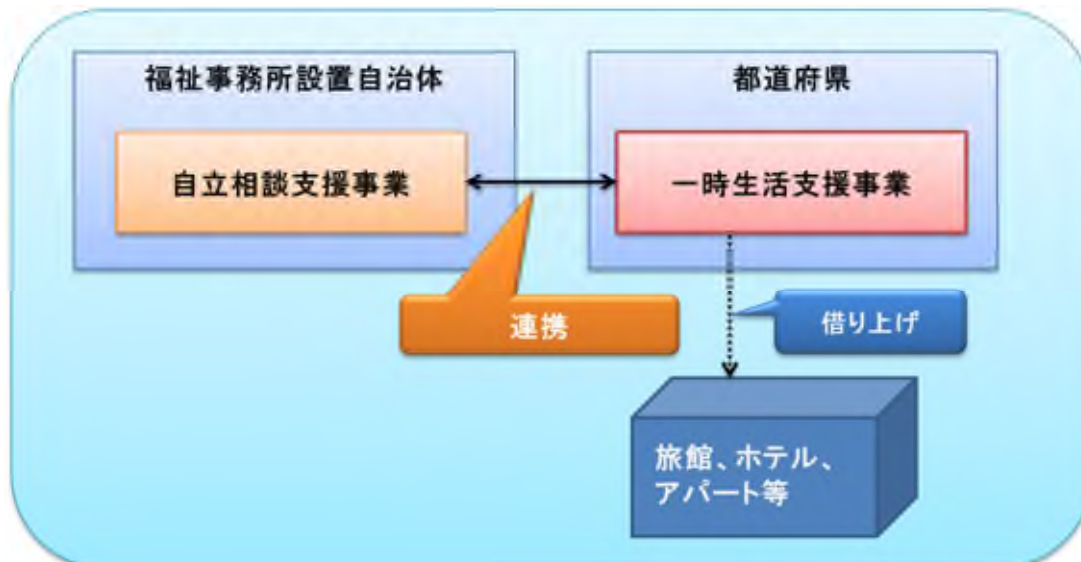 福祉事務所設置自治体
都道府県
自立相談支援事業
一時生活支援事業
連携
借り上げ
旅館、ホテル、
アパート等